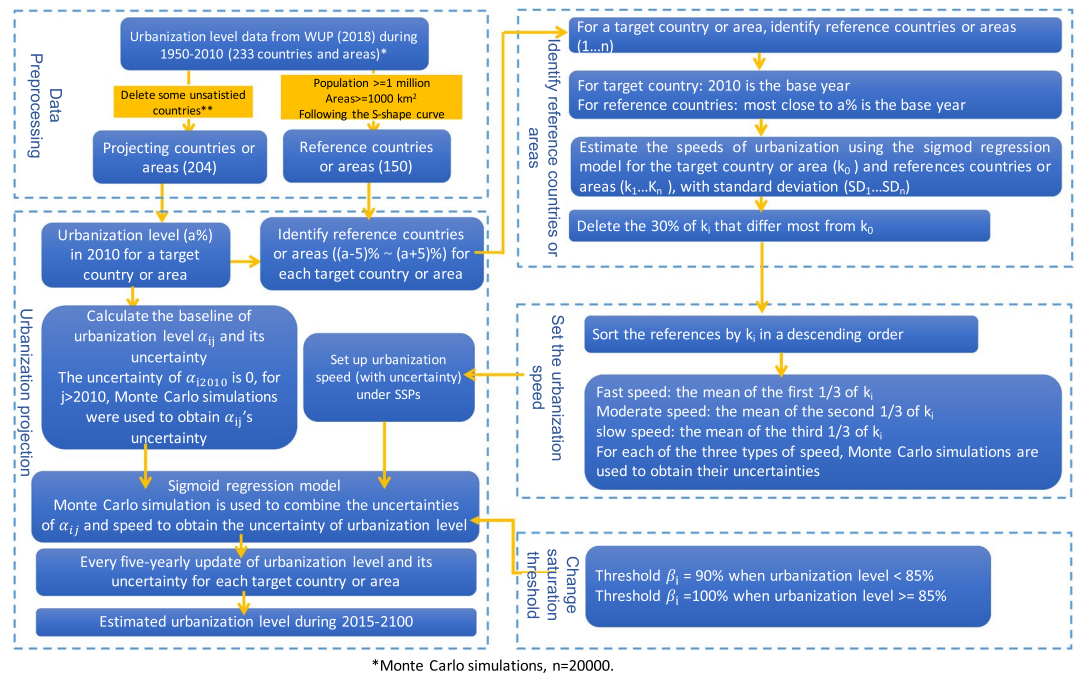 Data
Preprocessing
Urbanization level data from WUP (2018) during
1950-2010 (233 countries and areas)*
Delete some unsatistied
countries**
Population >=1 million
Areas>=1000 km²
Following the S-shape curve
Projecting countries or
areas (204)
Reference countries
or areas (150)
Urbanization projection
Urbanization level (a%)
in 2010 for a target
country or area
Identify reference countries
or areas ((a-5)% ~ (a+5)%) for
each target country or area
Calculate the baseline of
urbanization level αij and its
uncertainty
The uncertainty of αi2010 is 0, for
j>2010, Monte Carlo simulations
were used to obtain αij's
uncertainty
Set up urbanization
speed (with uncertainty)
under SSPs
Sigmoid regression model
Monte Carlo simulation is used to combine the uncertainties
of αij and speed to obtain the uncertainty of urbanization level
Every five-yearly update of urbanization level and its
uncertainty for each target country or area
Estimated urbanization level during 2015-2100
Identify reference countries or
areas
For a target country or area, identify reference countries or areas
(1...n)
For target country: 2010 is the base year
For reference countries: most close to a% is the base year
Estimate the speeds of urbanization using the sigmod regression
model for the target country or area (k0 ) and references countries or
areas (k1...Kn ), with standard deviation (SD1...SDn)
Delete the 30% of ki that differ most from k0
Set the urbanization
speed
Sort the references by ki in a descending order
Fast speed: the mean of the first 1/3 of ki
Moderate speed: the mean of the second 1/3 of ki
slow speed: the mean of the third 1/3 of ki
For each of the three types of speed, Monte Carlo simulations are
used to obtain their uncertainties
Change
saturation
threshold
Threshold βi = 90% when urbanization level < 85%
Threshold βi =100% when urbanization level >= 85%
*Monte Carlo simulations, n=20000.